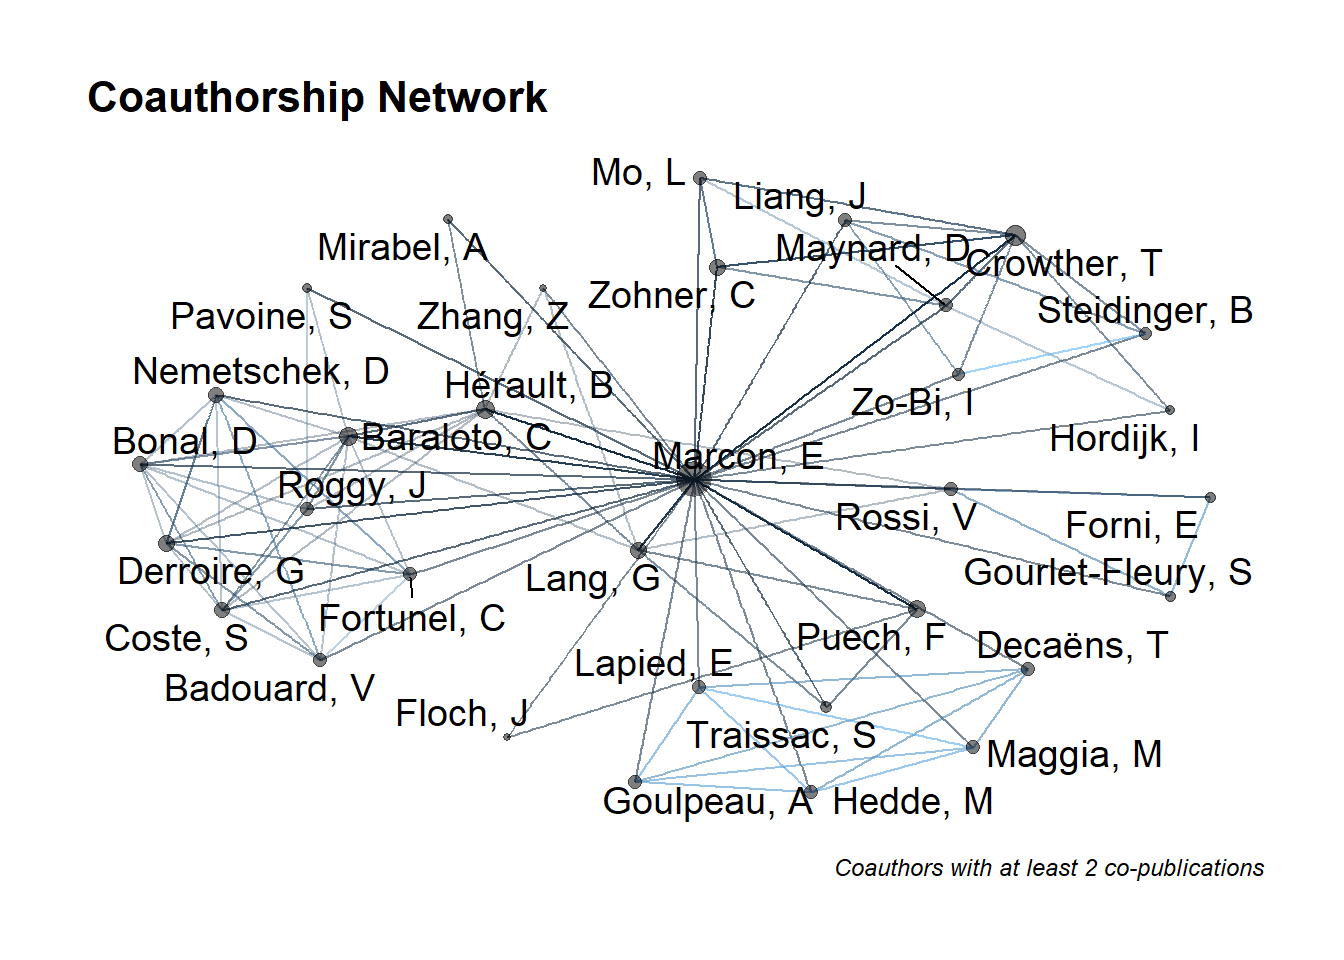 Coauthorship Network
Mo, L
Liang, J
Mirabel, A
Maynard, D
Crowther, T
Zohner, C
Steidinger, B
Pavoine, S
Zhang, Z
Nemetschek, D
Hérault, B
Zo-Bi, I
Bonal, D
Baraloto, C
Hordijk, I
Marcon, E
Roggy, J
Rossi, V
Forni, E
Derroire, G
Lang, G
Gourlet-Fleury, S
Fortunel, C
Coste, S
Puech, F
Decaëns, T
Lapied, E
Badouard, V
Floch, J
Traissac, S
Maggia, M
Goulpeau, A
Hedde, M
Coauthors with at least 2 co-publications